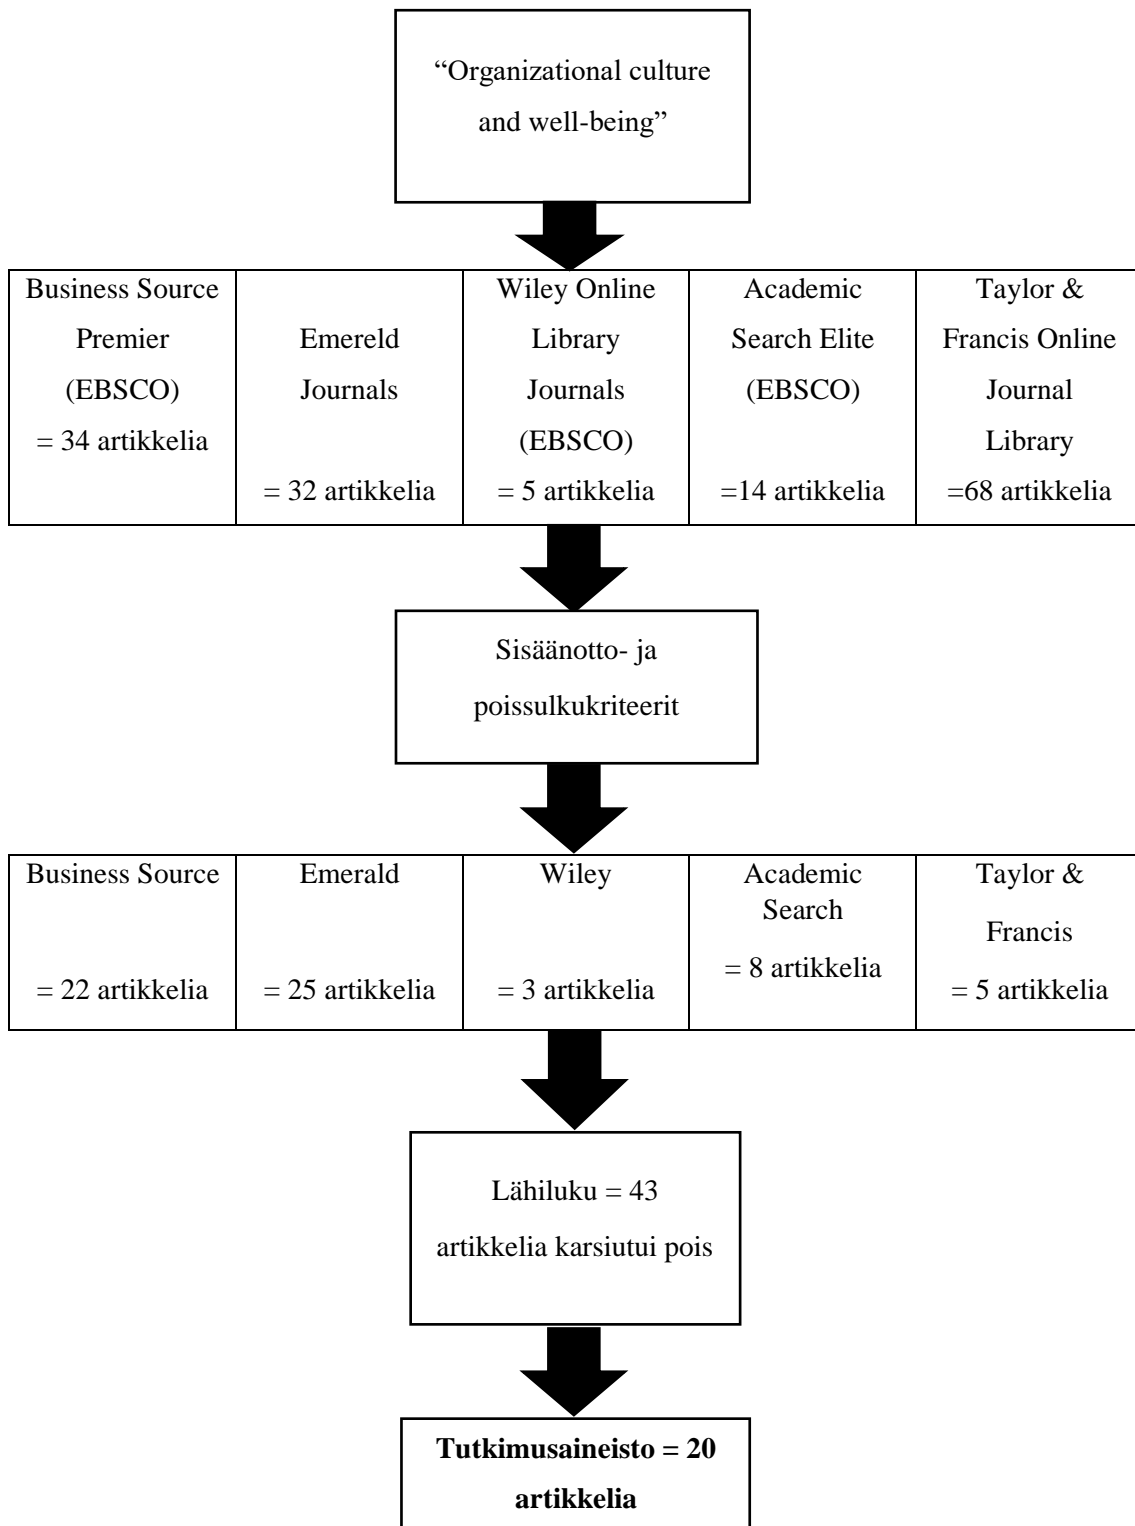 “Organizational culture
and well-being”
Business Source
Premier
(EBSCO)
= 34 artikkelia
Emereld
Journals
= 32 artikkelia
Wiley Online
Library
Journals
(EBSCO)
= 5 artikkelia
Academic
Search Elite
(EBSCO)
=14 artikkelia
Taylor &
Francis Online
Journal
Library
=68 artikkelia
Sisäänotto- ja
poissulkukriteerit
Business Source
= 22 artikkelia
Emerald
= 25 artikkelia
Wiley
= 3 artikkelia
Academic
Search
= 8 artikkelia
Taylor &
Francis
= 5 artikkelia
Lähiluku = 43
artikkelia karsiutui pois
Tutkimusaineisto = 20
artikkelia